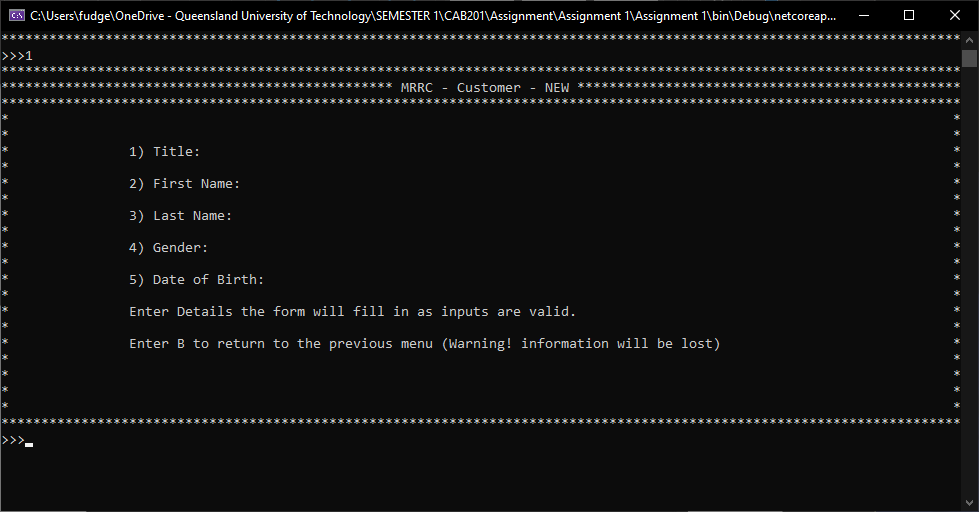 C:\Users\fudge\OneDrive - Queensland University of Technology\SEMESTER 1\CAB201\Assignment\Assignment 1\Assignment 1\bin\Debug\netcoreap...
************************************************************************************************************************
>>>1
************************************************************************************************************************
************************************************* MRRC - Customer - NEW ************************************************
************************************************************************************************************************
* *
* *
* 1) Title: *
* *
* 2) First Name: *
* *
* 3) Last Name: *
* *
* 4) Gender: *
* *
* 5) Date of Birth: *
* *
* Enter Details the form will fill in as inputs are valid. *
* *
* Enter B to return to the previous menu (Warning! information will be lost) *
* *
* *
* *
* *
************************************************************************************************************************
>>>